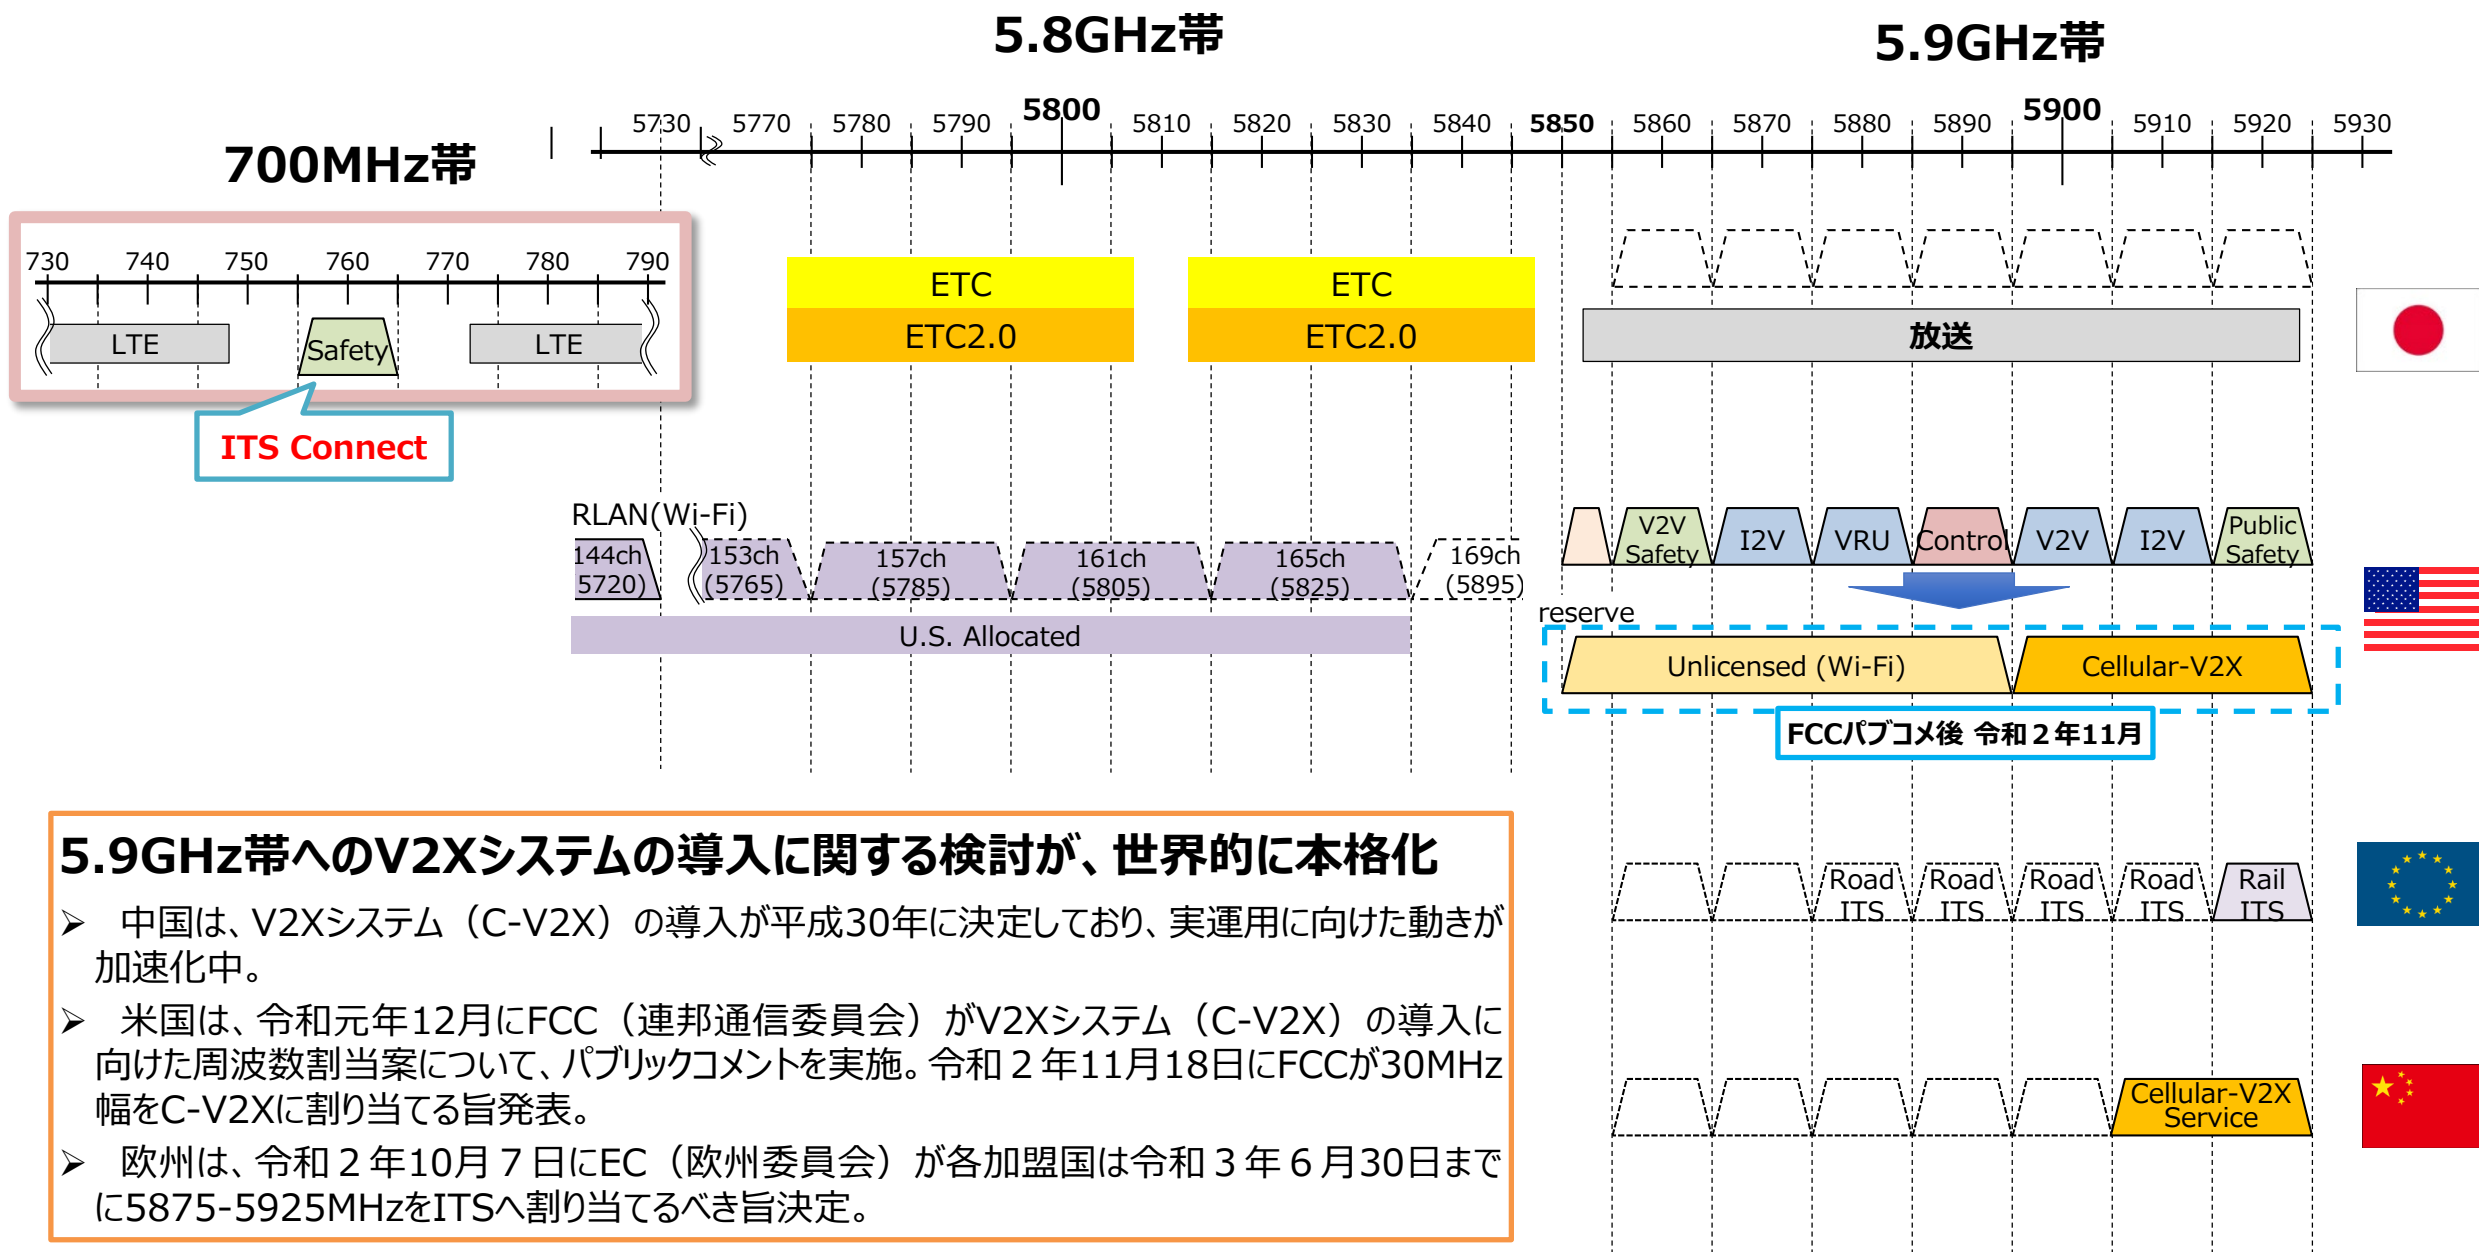 5.8GHz帯
5.9GHz帯
700MHz帯
5730 5770 5780 5790 5800 5810 5820 5830 5840 5850 5860 5870 5880 5890 5900 5910 5920 5930
730 740 750 760 770 780 790
LTE
Safety
LTE
ITS Connect
ETC
ETC2.0
ETC
ETC2.0
放送
RLAN(Wi-Fi)
144ch
(5720)
153ch
(5765)
157ch
(5785)
161ch
(5805)
165ch
(5825)
169ch
(5895)
U.S. Allocated
V2V
Safety
I2V
VRU
Control
V2V
I2V
Public
Safety
reserve
Unlicensed (Wi-Fi)
Cellular-V2X
FCCパブコメ後 令和２年11月
Road
ITS
Road
ITS
Road
ITS
Road
ITS
Rail
ITS
Cellular-V2X
Service
5.9GHz帯へのV2Xシステムの導入に関する検討が、世界的に本格化
➢ 中国は、V2Xシステム（C-V2X）の導入が平成30年に決定しており、実運用に向けた動きが
加速化中。
➢ 米国は、令和元年12月にFCC（連邦通信委員会）がV2Xシステム（C-V2X）の導入に
向けた周波数割当案について、パブリックコメントを実施。令和２年11月18日にFCCが30MHz
幅をC-V2Xに割り当てる旨発表。
➢ 欧州は、令和２年10月７日にEC（欧州委員会）が各加盟国は令和３年６月30日まで
に5875-5925MHzをITSへ割り当てるべき旨決定。